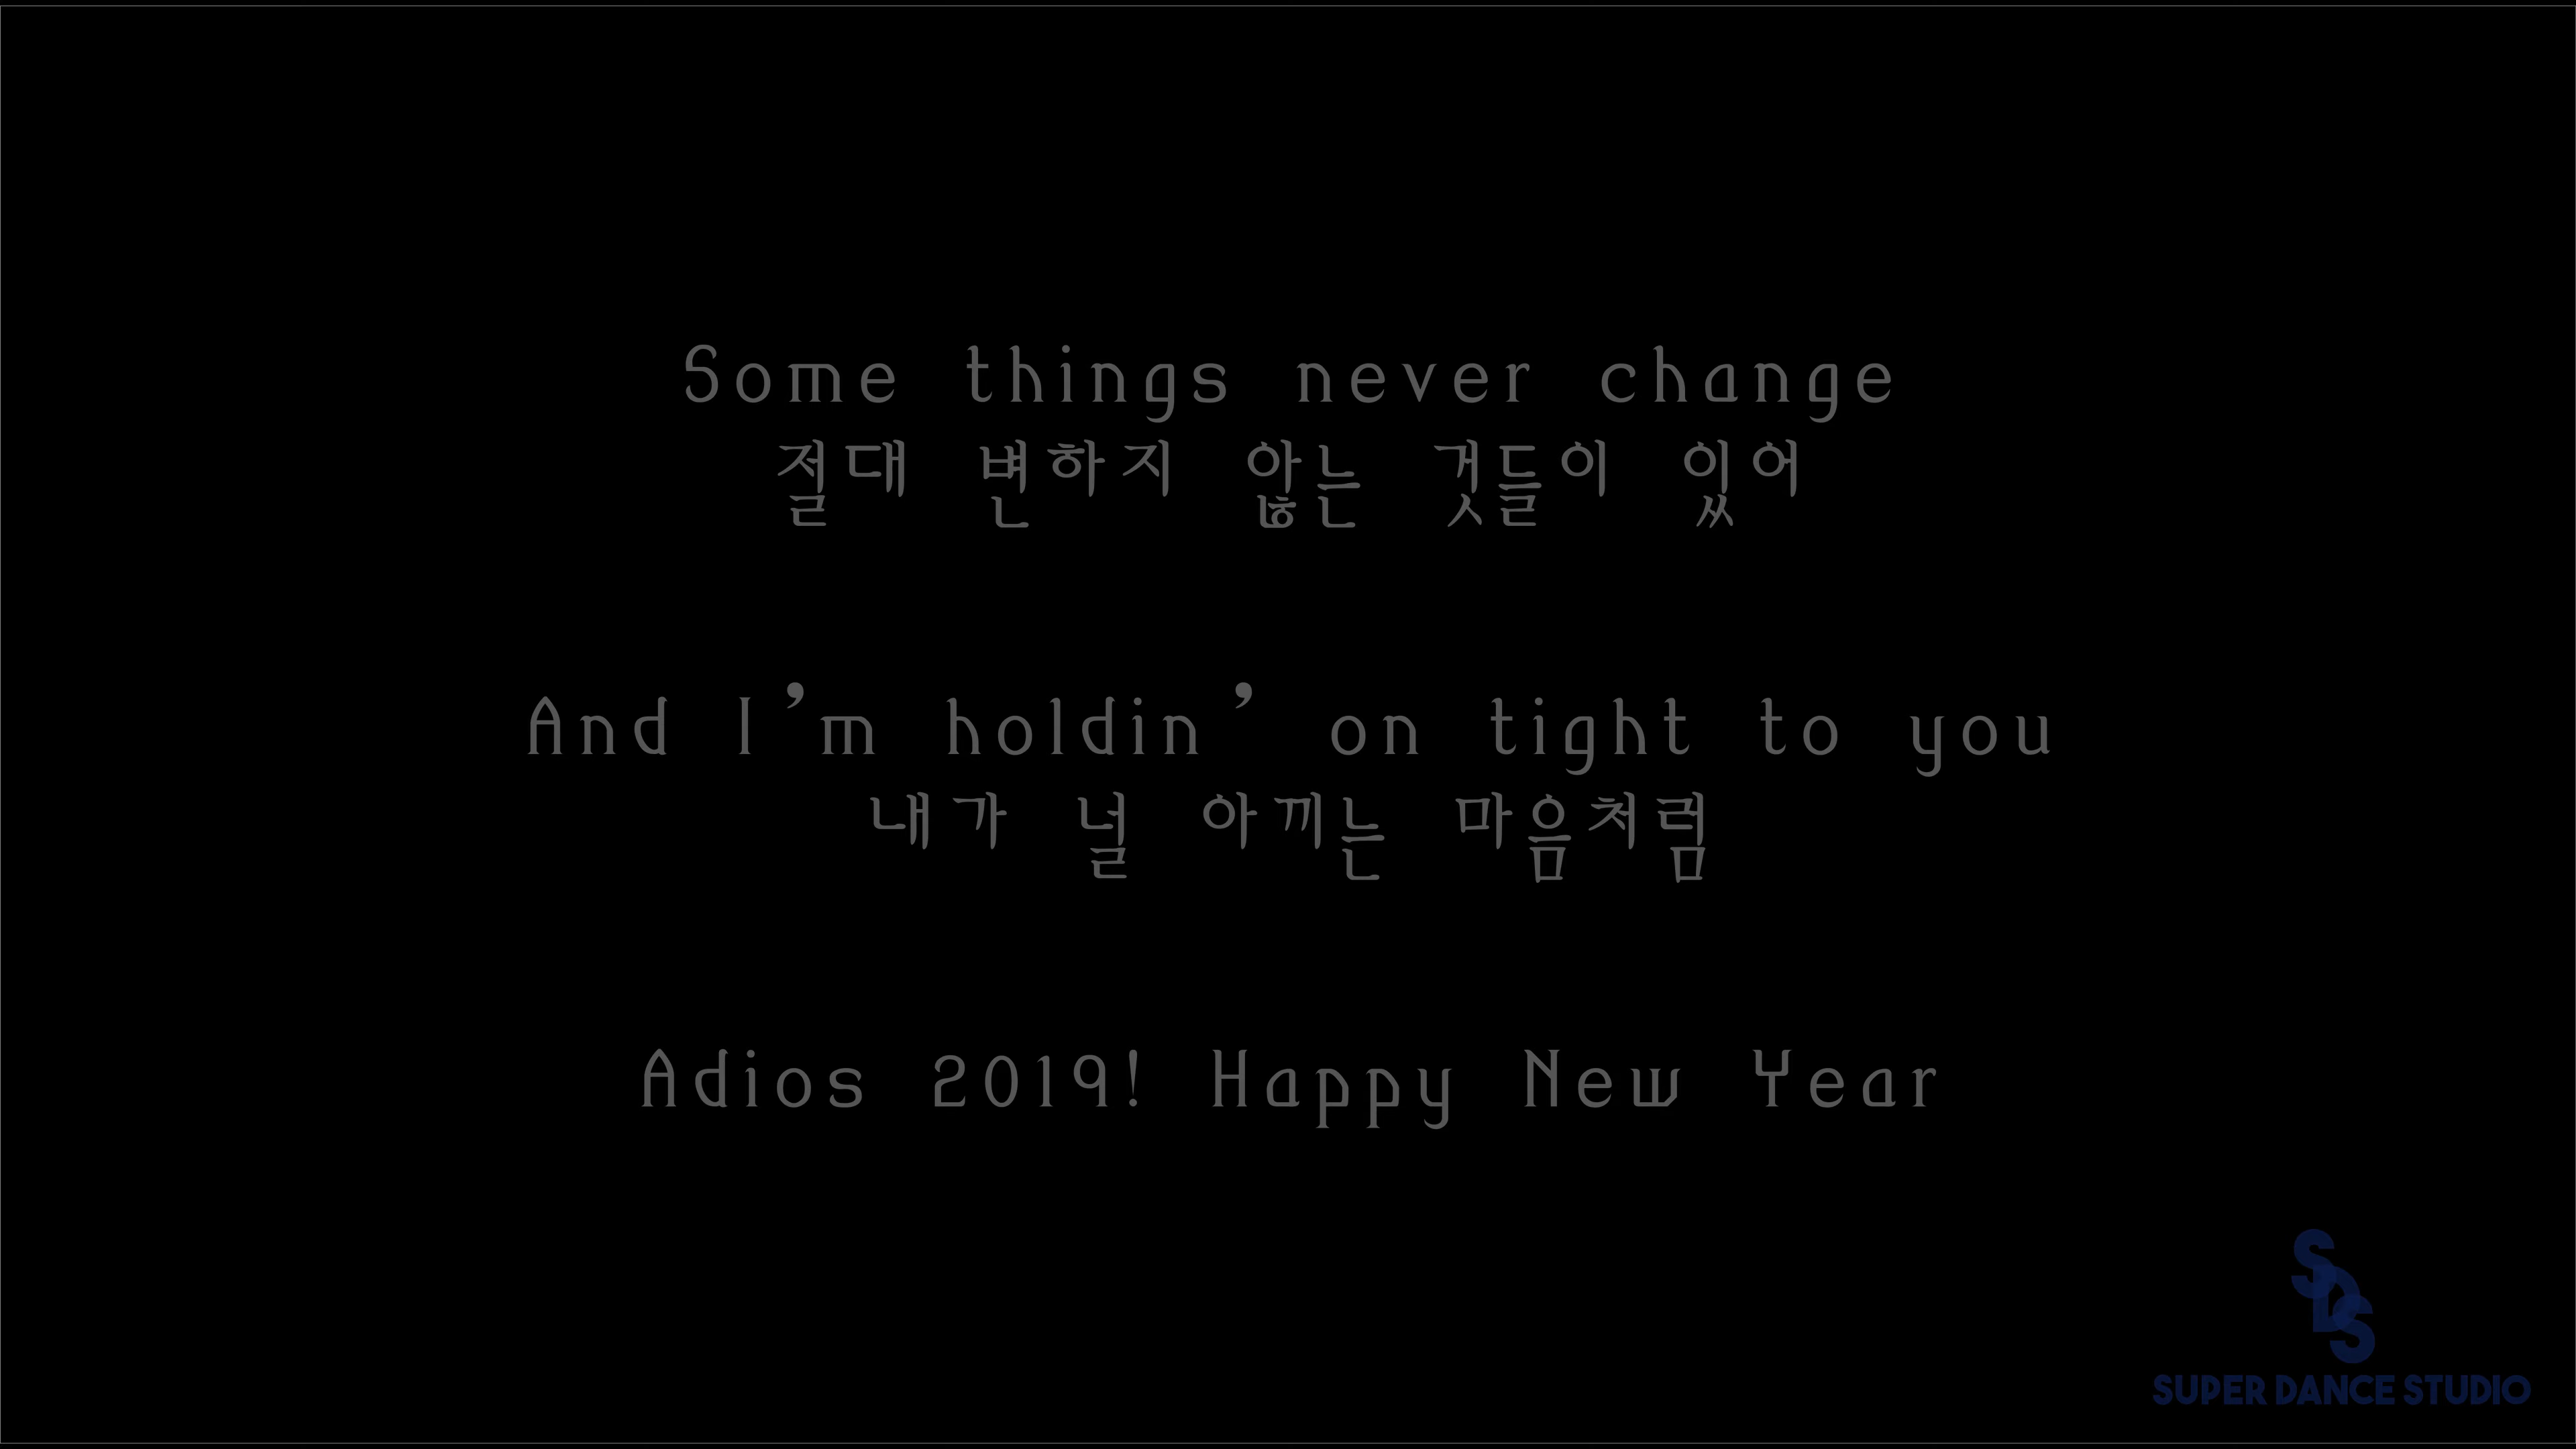 Some things never change
절대 변하지 않는 것들이 있어
And I’m holdin’ on tight to you
내가 널 아끼는 마음처럼
Adios 2019! Happy New Year
SDS
SUPER DANCE STUDIO